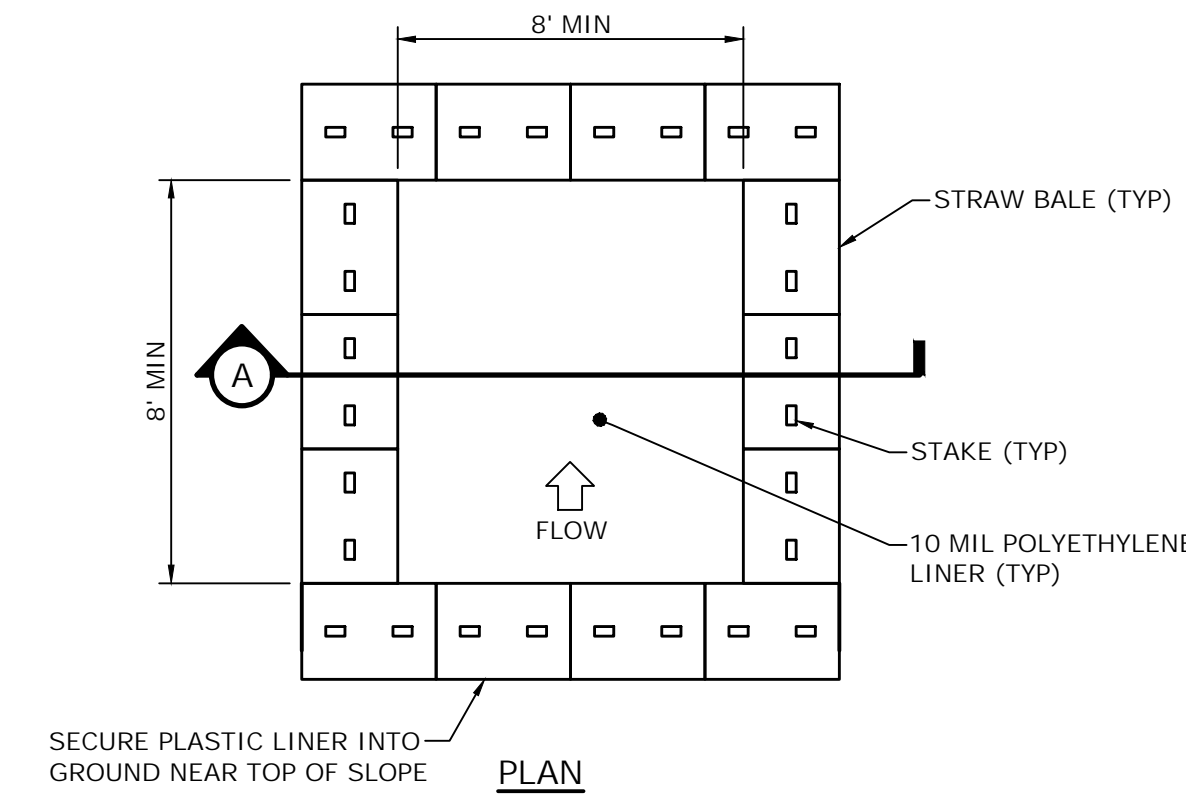 8' MIN
STRAW BALE (TYP)
8' MIN
A
STAKE (TYP)
FLOW
10 MIL POLYETHYLENE
LINER (TYP)
SECURE PLASTIC LINER INTO
GROUND NEAR TOP OF SLOPE
PLAN